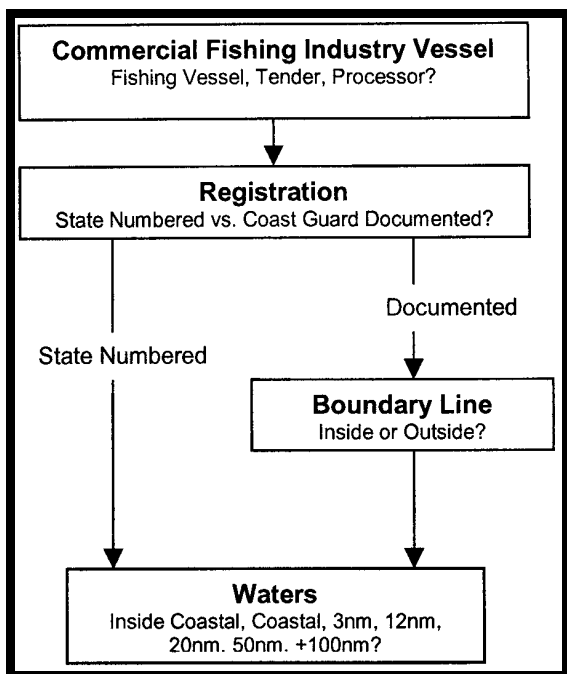 Commercial Fishing Industry Vessel
Fishing Vessel, Tender, Processor?
Registration
State Numbered vs. Coast Guard Documented?
Documented
State Numbered
Boundary Line
Inside or Outside?
Waters
Inside Coastal, Coastal, 3nm, 12nm,
20nm. 50nm. +100nm?